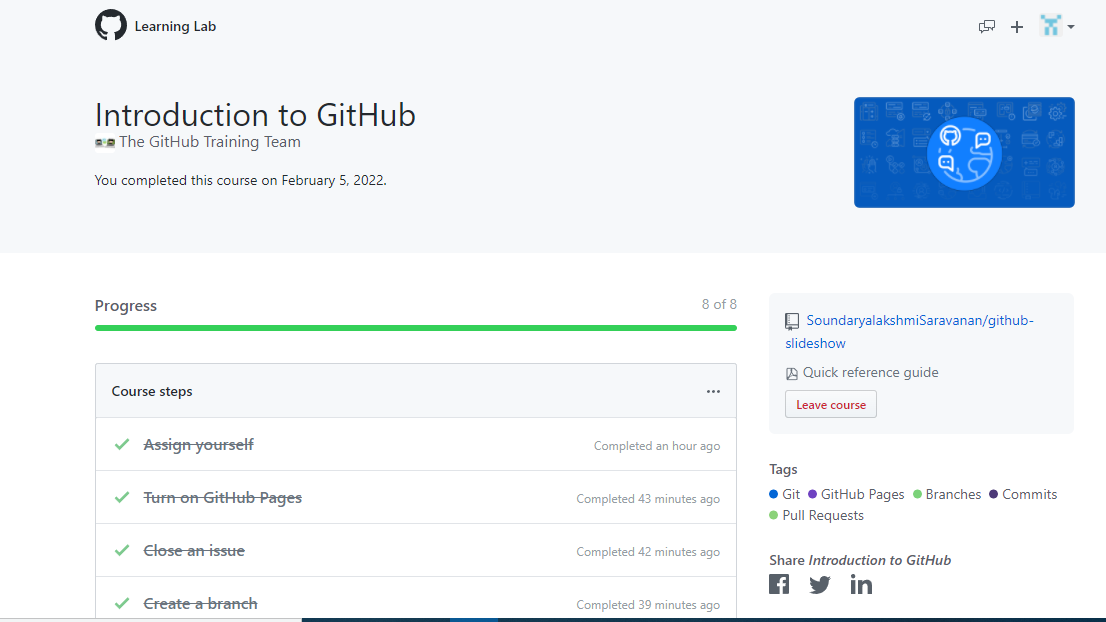 Learning Lab
Introduction to GitHub
The GitHub Training Team
You completed this course on February 5, 2022.
Progress
8 of 8
Course steps
Assign yourself
Completed an hour ago
Turn on GitHub Pages
Completed 43 minutes ago
Close an issue
Completed 42 minutes ago
Create a branch
Completed 39 minutes ago
SoundaryalakshmiSaravanan/github-
slideshow
Quick reference guide
Leave course
Tags
Git GitHub Pages Branches Commits
Pull Requests
Share Introduction to GitHub